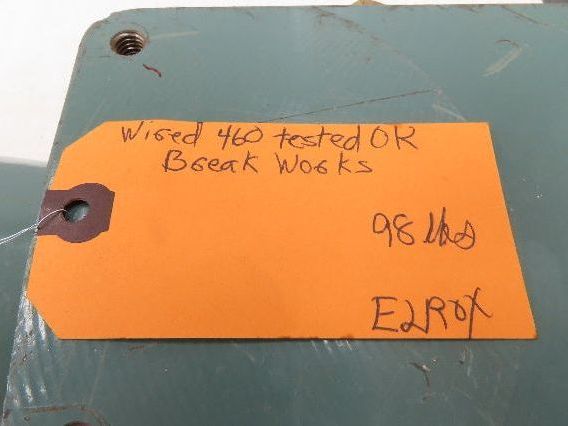 Wired 460 tested OK
Break Works
98 lbs
E2R0X